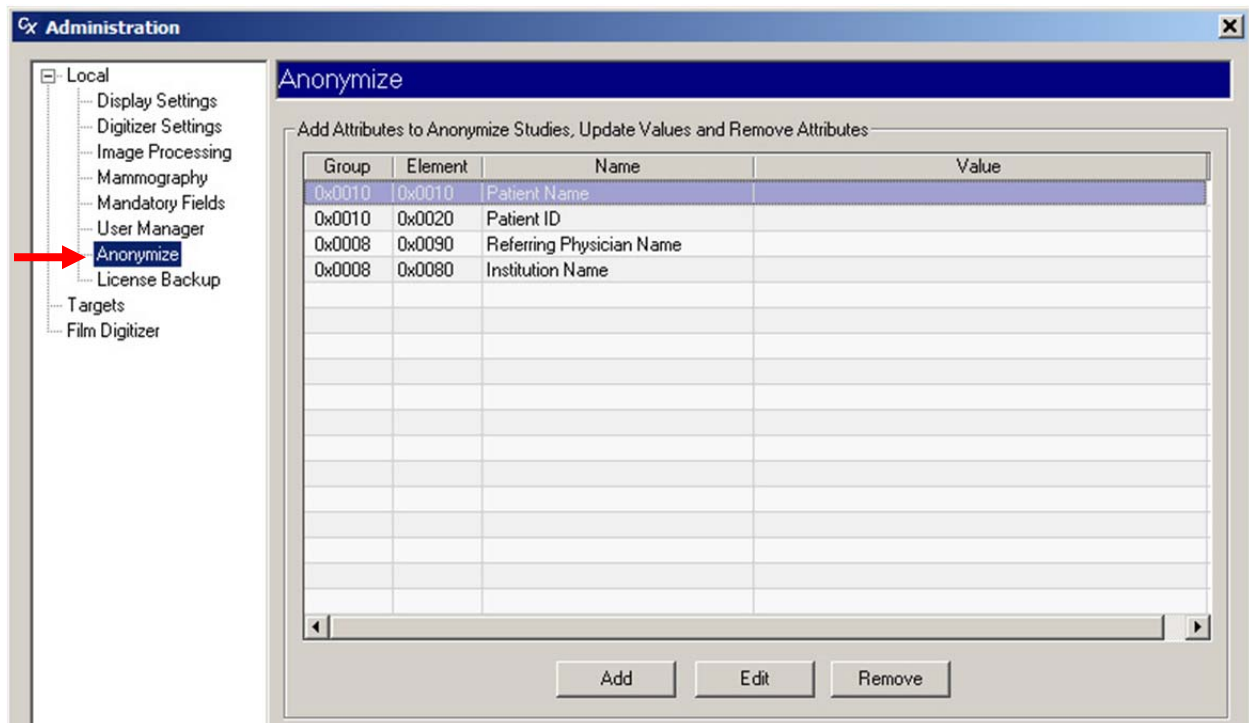 Cx Administration
Local
Display Settings
Digitizer Settings
Image Processing
Mammography
Mandatory Fields
User Manager
Anonymize
License Backup
Targets
Film Digitizer
Anonymize
Add Attributes to Anonymize Studies, Update Values and Remove Attributes
Group Element Name Value
0x0010 0x0010 Patient Name
0x0010 0x0020 Patient ID
0x0008 0x0090 Referring Physician Name
0x0008 0x0080 Institution Name
Add Edit Remove